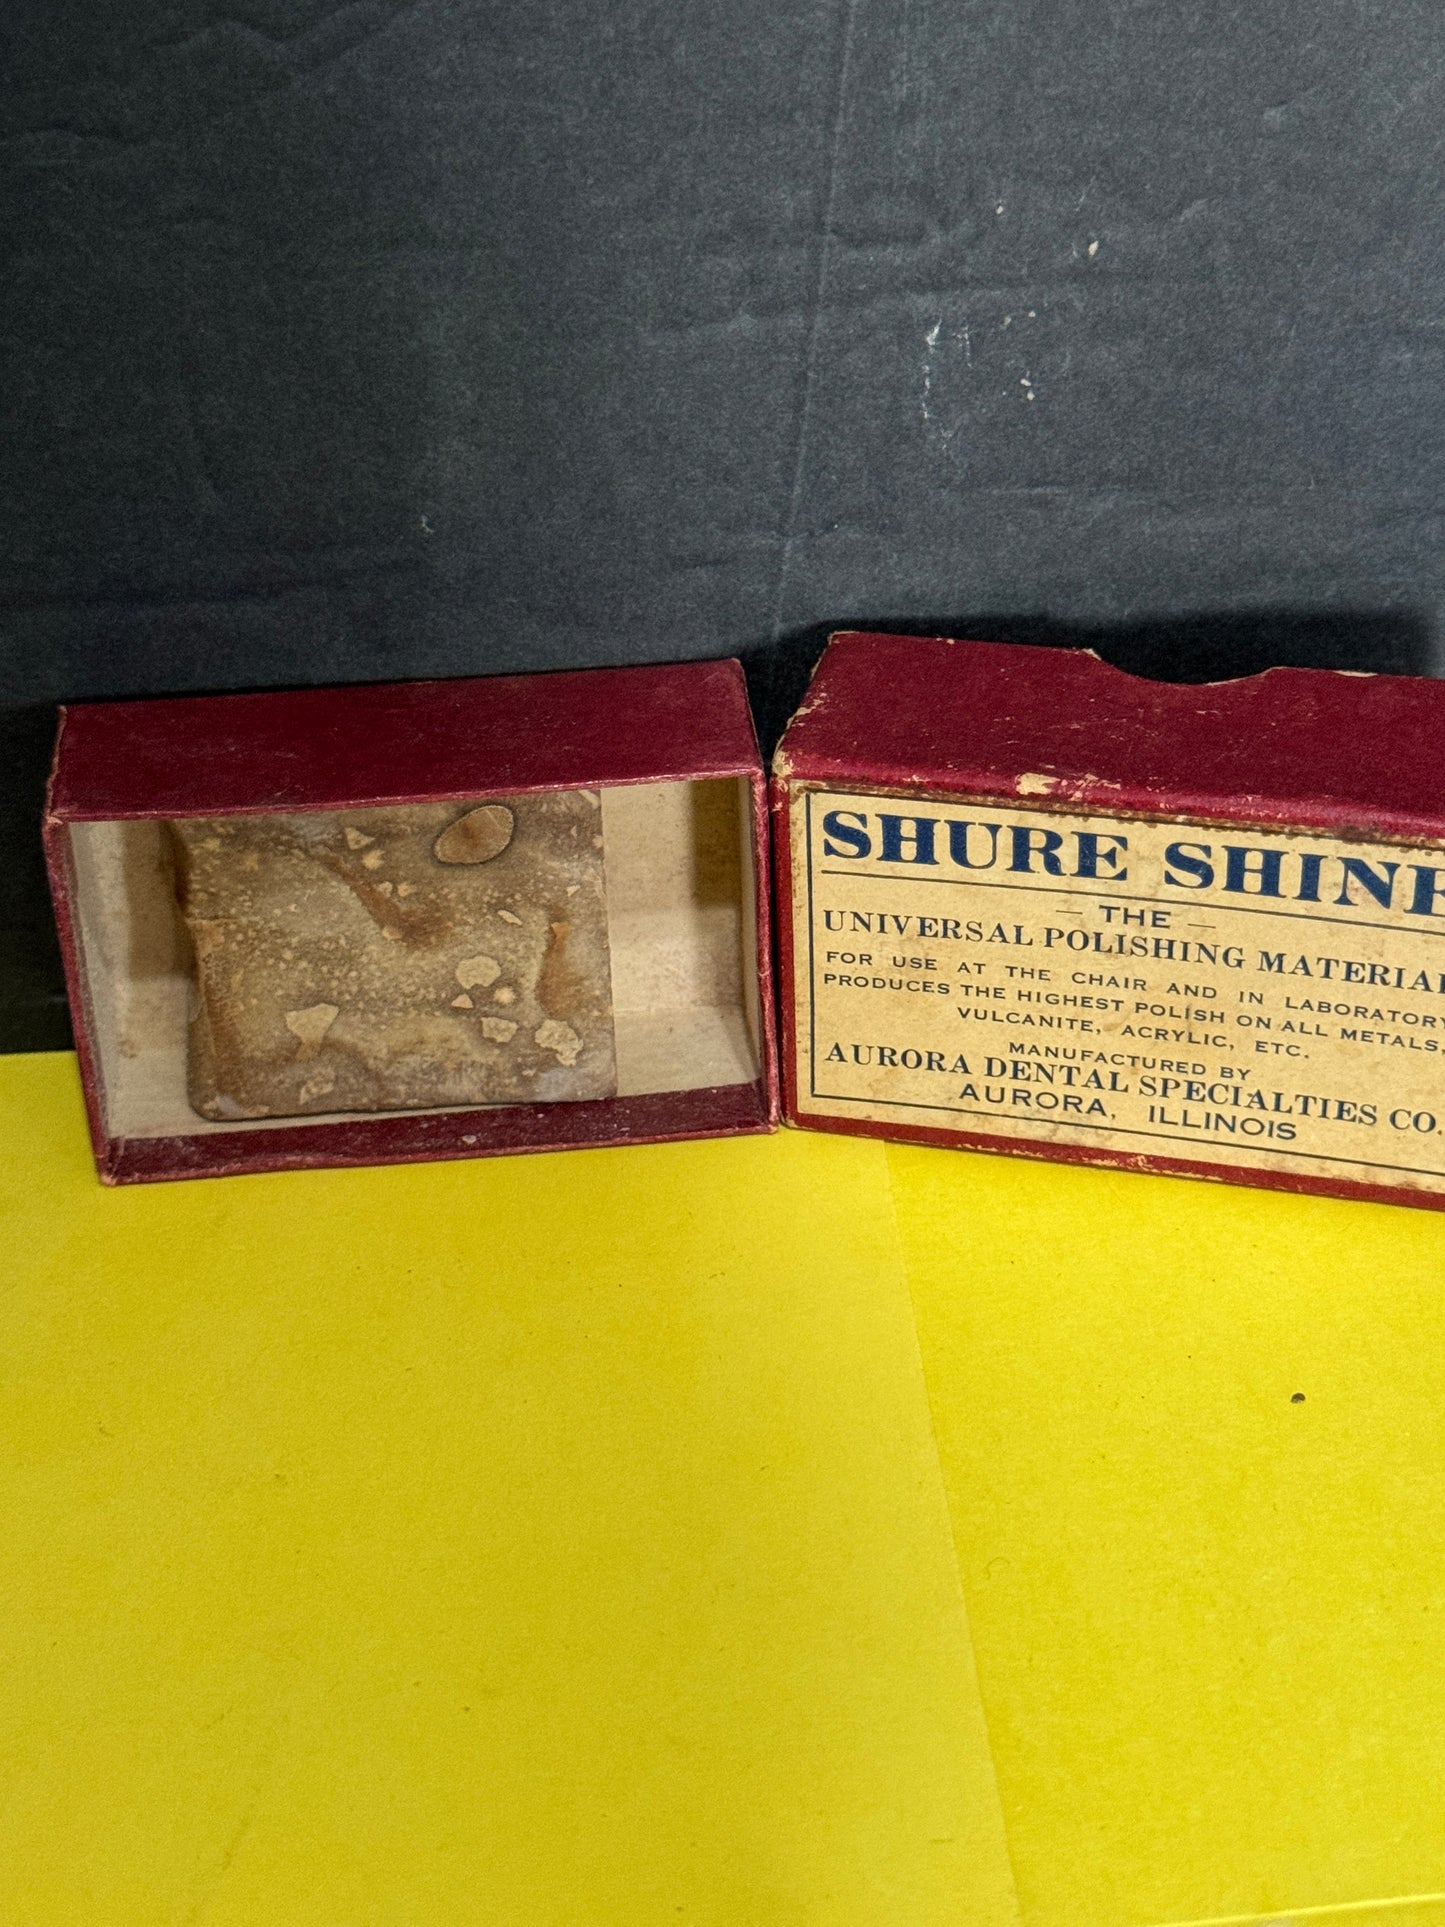 SHURE SHINE
— THE —
UNIVERSAL POLISHING MATERIAL
FOR USE AT THE CHAIR AND IN LABORATORY
PRODUCES THE HIGHEST POLISH ON ALL METALS,
VULCANITE, ACRYLIC, ETC.
MANUFACTURED BY
AURORA DENTAL SPECIALTIES CO.
AURORA, ILLINOIS